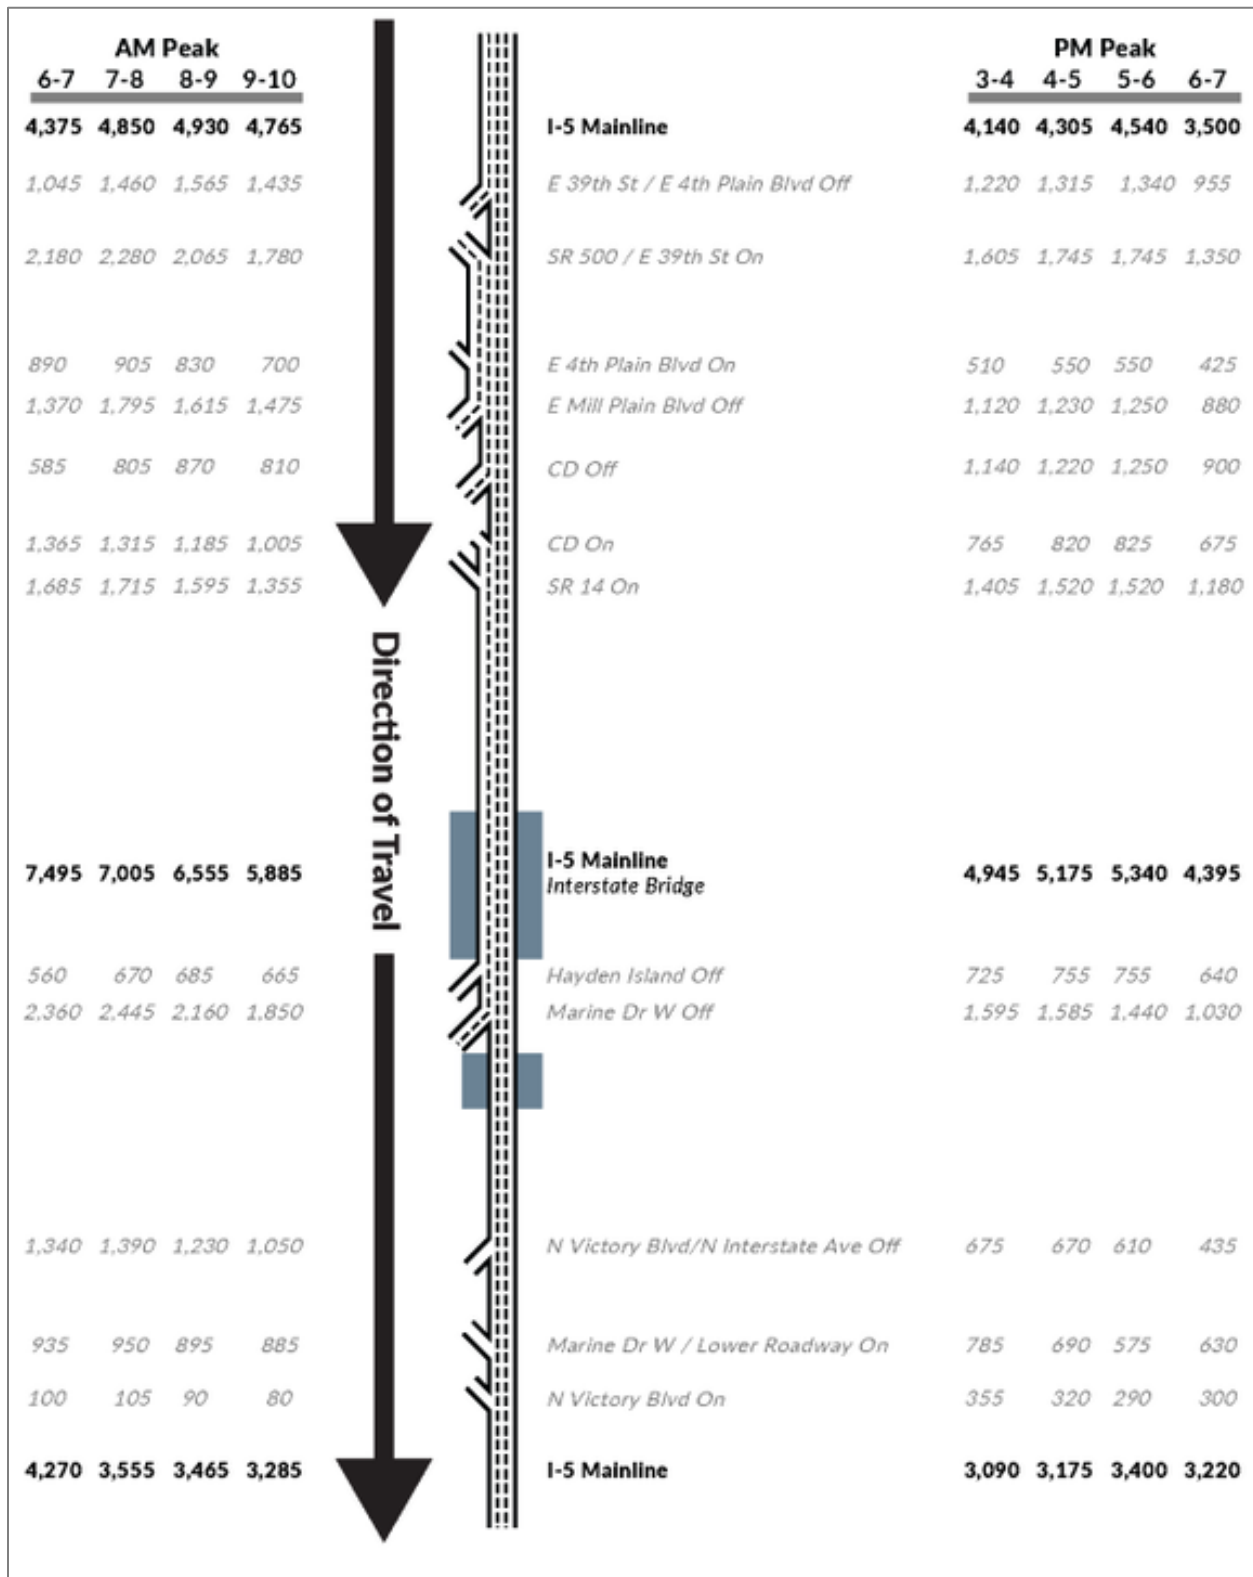 AM Peak PM Peak
6-7 7-8 8-9 9-10 3-4 4-5 5-6 6-7
4,375 4,850 4,930 4,765 I-5 Mainline 4,140 4,305 4,540 3,500
1,045 1,460 1,565 1,435 E 39th St / E 4th Plain Blvd Off 1,220 1,315 1,340 955
2,180 2,280 2,065 1,780 SR 500 / E 39th St On 1,605 1,745 1,745 1,350
890 905 830 700 E 4th Plain Blvd On 510 550 550 425
1,370 1,795 1,615 1,475 E Mill Plain Blvd Off 1,120 1,230 1,250 880
585 805 870 810 CD Off 1,140 1,220 1,250 900
1,365 1,315 1,185 1,005 CD On 765 820 825 675
1,685 1,715 1,595 1,355 SR 14 On 1,405 1,520 1,520 1,180
Direction of Travel
7,495 7,005 6,555 5,885 I-5 Mainline 4,945 5,175 5,340 4,395
Interstate Bridge
560 670 685 665 Hayden Island Off 725 755 755 640
2,360 2,445 2,160 1,850 Marine Dr W Off 1,595 1,585 1,440 1,030
1,340 1,390 1,230 1,050 N Victory Blvd/N Interstate Ave Off 675 670 610 435
935 950 895 885 Marine Dr W / Lower Roadway On 785 690 575 630
100 105 90 80 N Victory Blvd On 355 320 290 300
4,270 3,555 3,465 3,285 I-5 Mainline 3,090 3,175 3,400 3,220